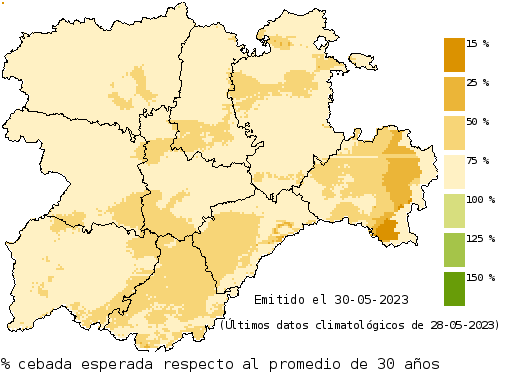 15 %
25 %
50 %
75 %
100 %
125 %
150 %
Emitido el 30-05-2023
(Últimos datos climatológicos de 28-05-2023)
% cebada esperada respecto al promedio de 30 años